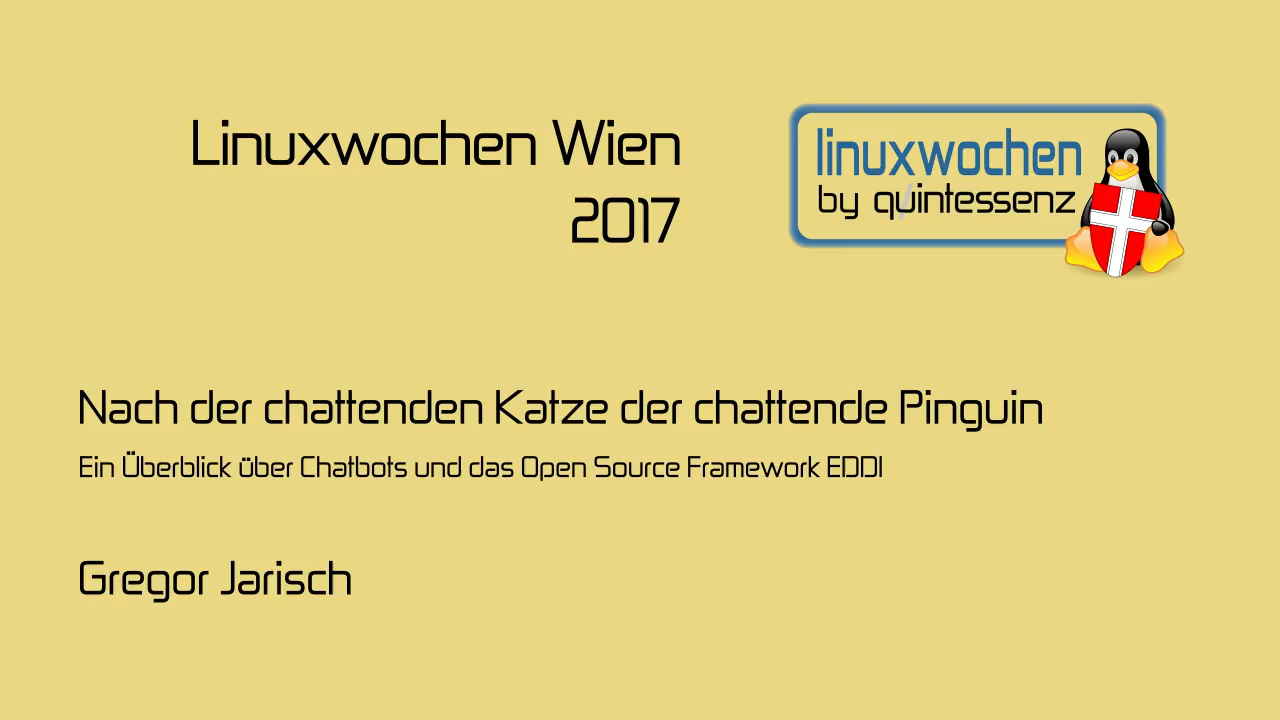 Linuxwochen Wien
2017
linuxwochen
by quintessenz
Nach der chattenden Katze der chattende Pinguin
Ein Überblick über Chatbots und das Open Source Framework EDDI
Gregor Jarisch